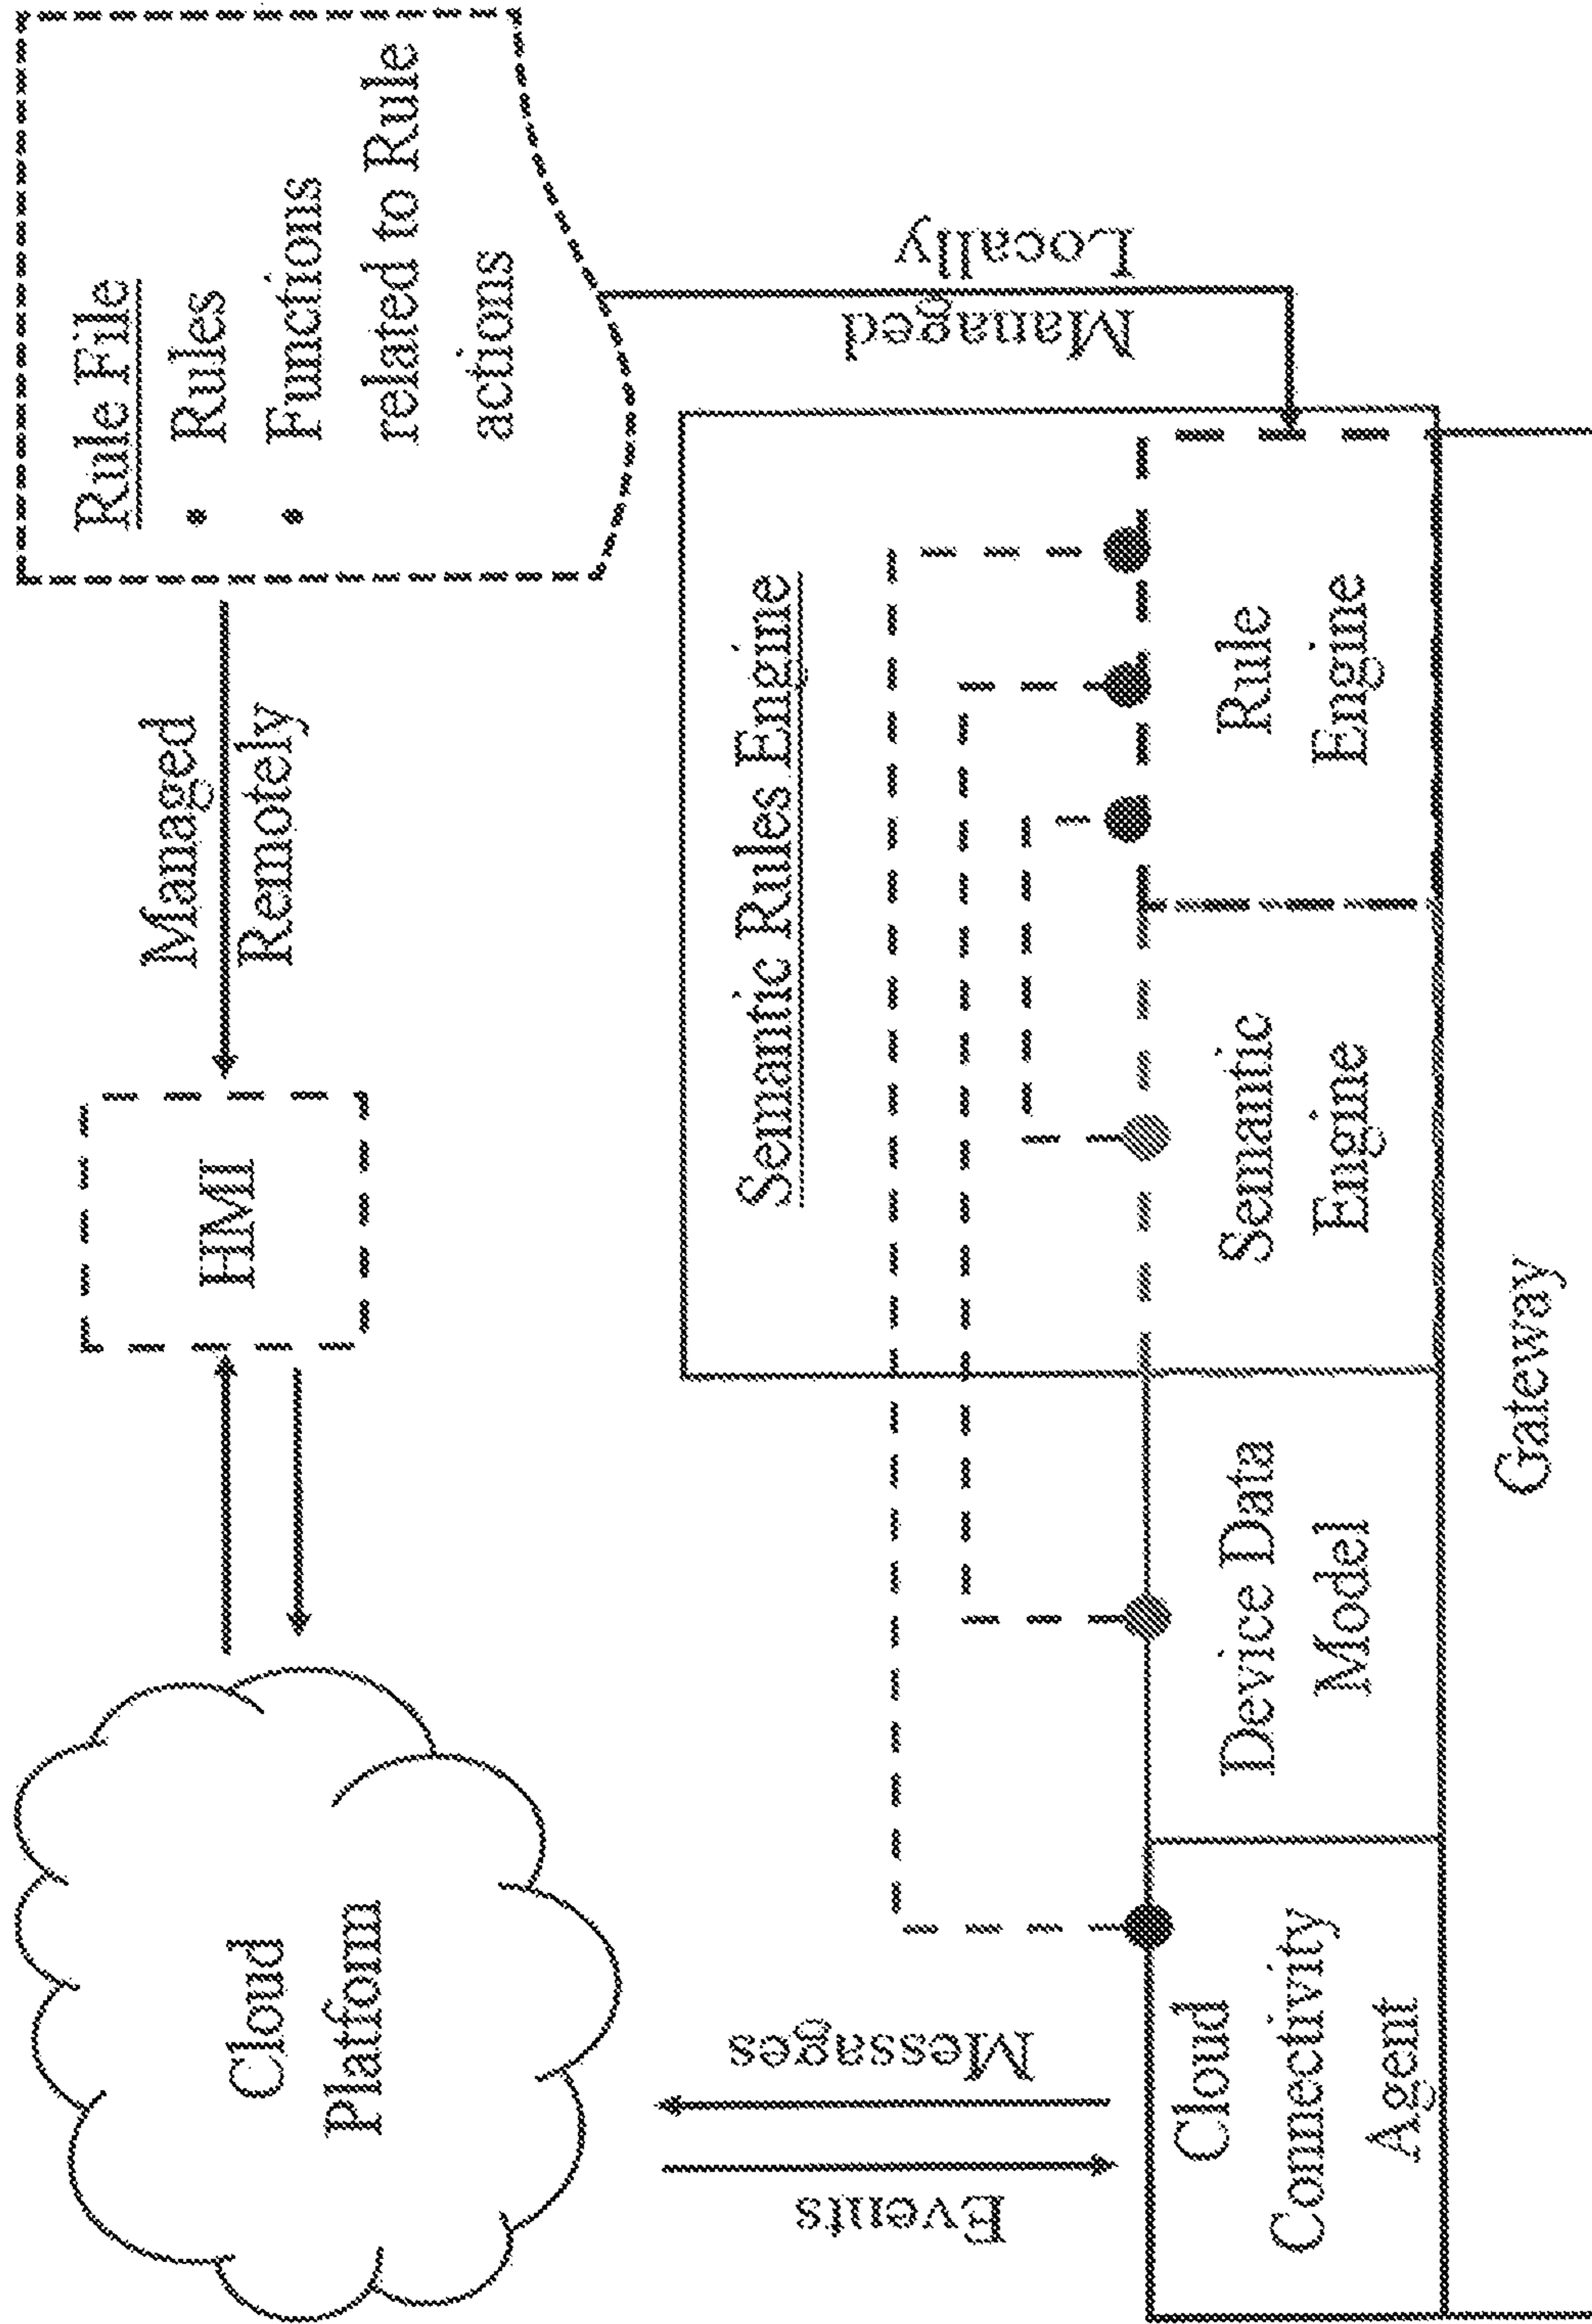 Cloud
Platform
HMI
Managed
Remotely
Rule File
• Rules
• Functions
related to Rule
actions
Events
Messages
Semantic Rules Engine
Managed
Locally
Cloud
Connectivity
Agent
Device Data
Model
Semantic
Engine
Rule
Engine
Gateway